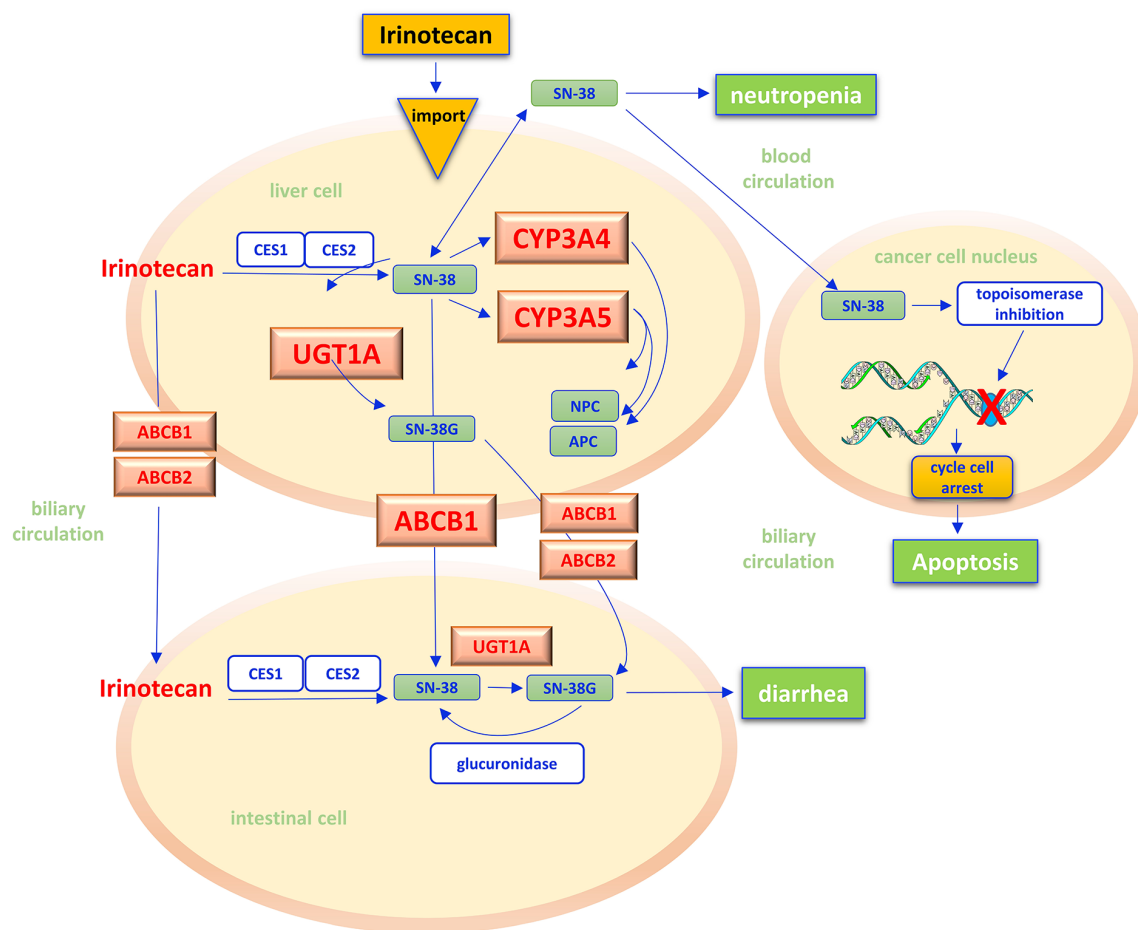 Irinotecan
import
SN-38
neutropenia
blood
circulation
liver cell
CES1
CES2
Irinotecan
SN-38
CYP3A4
CYP3A5
UGT1A
SN-38G
NPC
APC
cancer cell nucleus
SN-38
topoisomerase
inhibition
X
cycle cell
arrest
Apoptosis
ABCB1
ABCB2
biliary
circulation
ABCB1
ABCB1
ABCB2
biliary
circulation
Irinotecan
CES1
CES2
SN-38
UGT1A
SN-38G
diarrhea
glucuronidase
intestinal cell